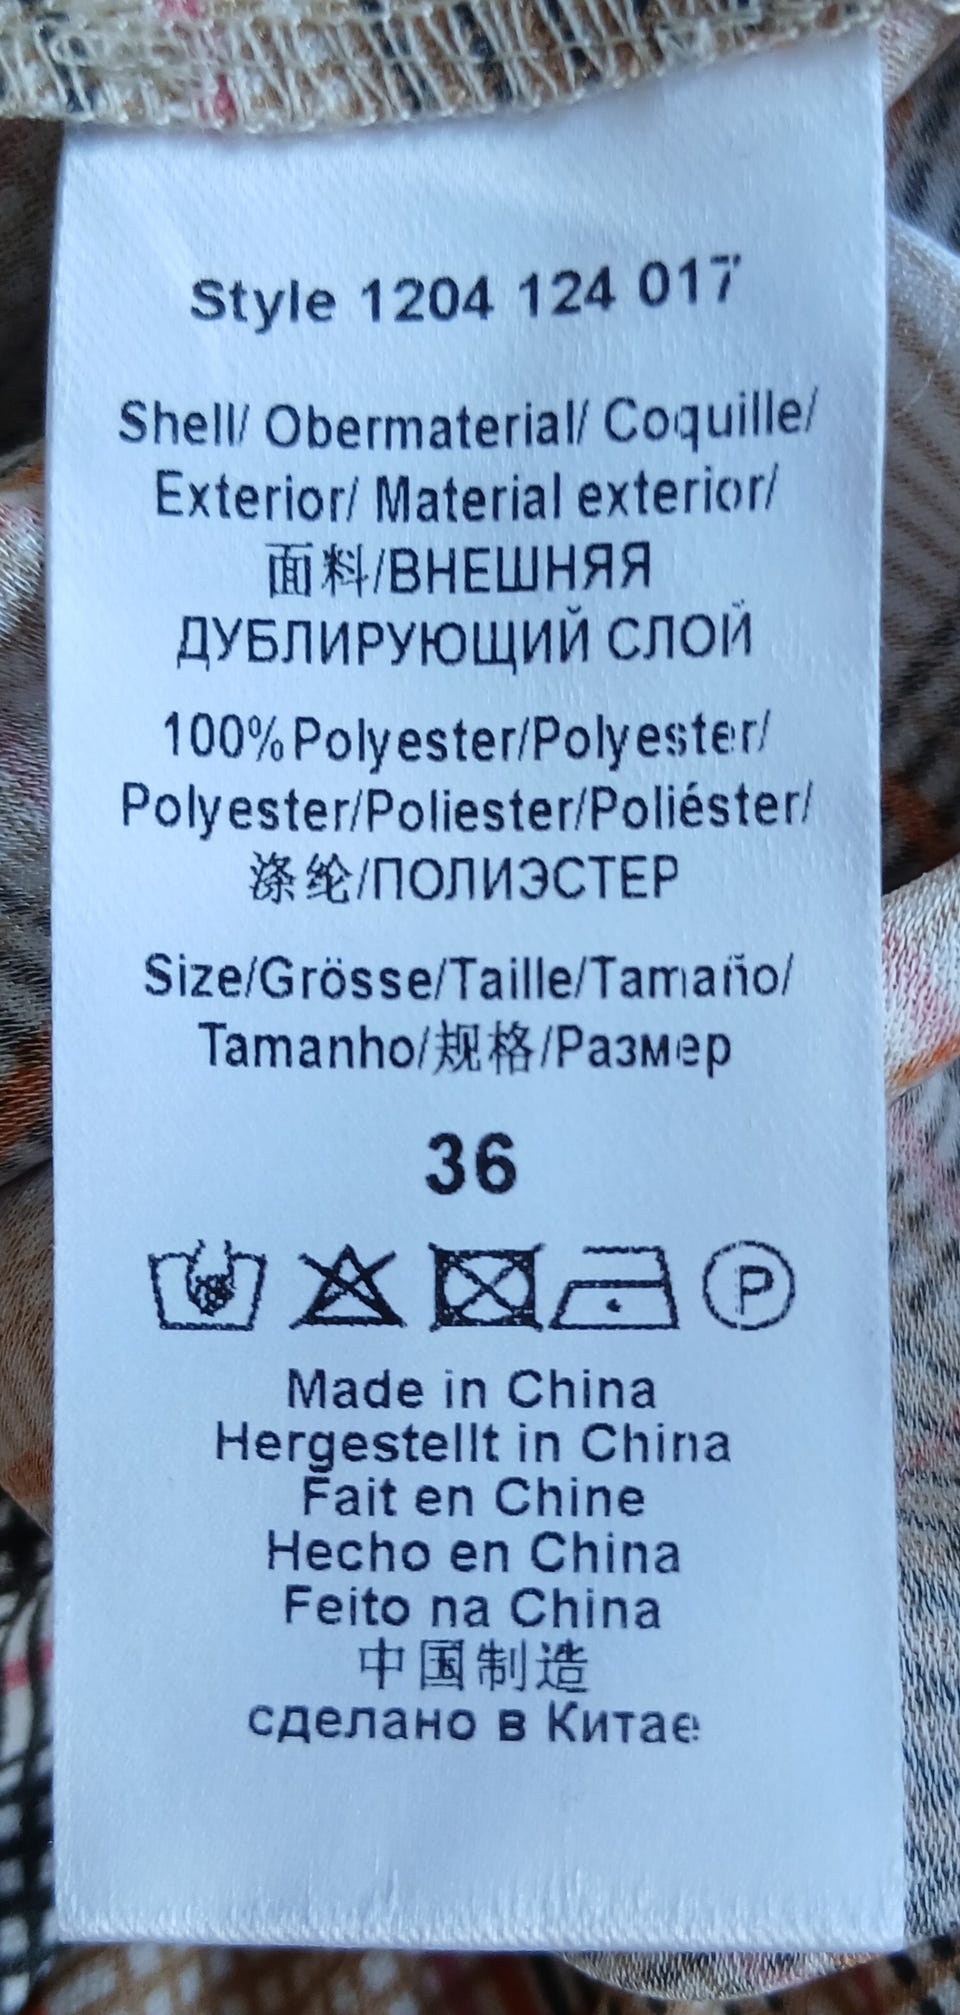 Style 1204 124 017
Shell/ Obermaterial/ Coquille/
Exterior/ Material exterior/
面料/ВНЕШНЯЯ
ДУБЛИРУЮЩИЙ СЛОЙ
100% Polyester/Polyester/
Polyester/Poliester/Poliéster/
涤纶/ПОЛИЭСТЕР
Size/Grösse/Taille/Tamaño/
Tamanho/规格/Размер
36
P
Made in China
Hergestellt in China
Fait en Chine
Hecho en China
Feito na China
中国制造
сделано в Китае